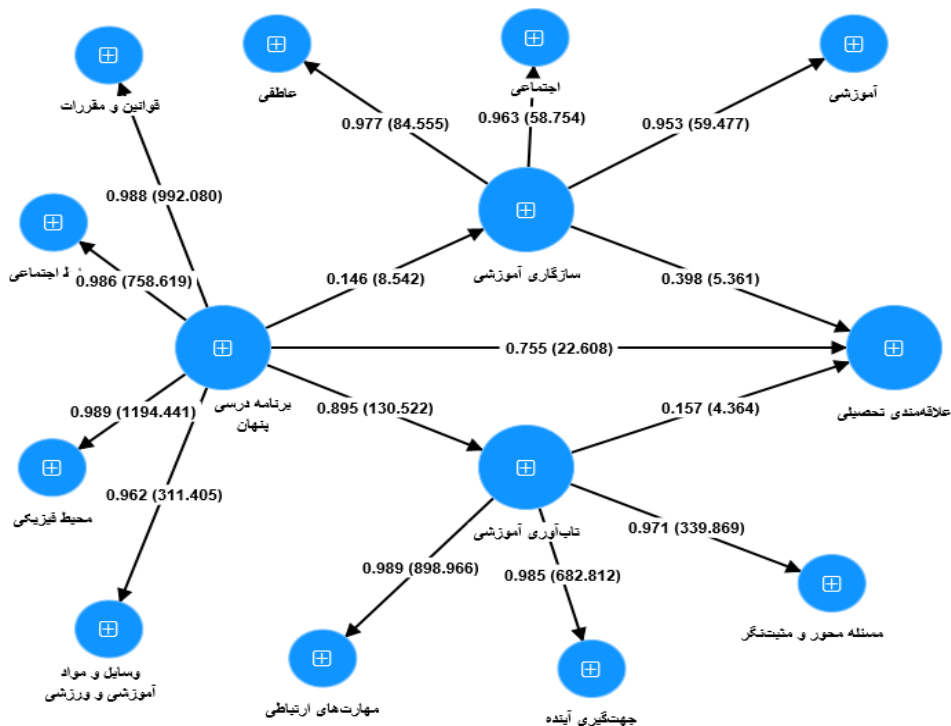 عاطفی
اجتماعی
آموزشی
قوانین و مقررات
0.977 (84.555)
0.963 (58.754)
0.953 (59.477)
0.988 (992.080)
اجتماعی
0.986 (758.619)
سازگاری آموزشی
0.146 (8.542)
0.398 (5.361)
0.755 (22.608)
برنامه درسی
پنهان
علاقه‌مندی تحصیلی
0.989 (1194.441)
0.895 (130.522)
0.157 (4.364)
محیط فیزیکی
0.962 (311.405)
تاب‌آوری آموزشی
0.971 (339.869)
0.989 (898.966)
0.985 (682.812)
مسئله محور و مثبت‌نگر
وسایل و مواد
آموزشی و ورزشی
مهارت‌های ارتباطی
جهت‌گیری آینده